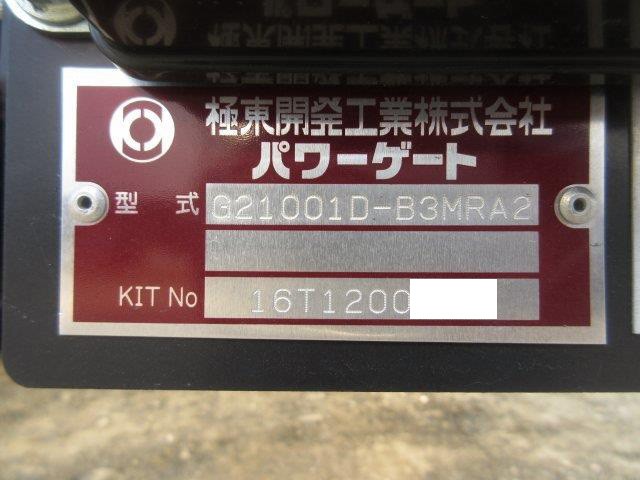 極東開発工業株式会社
パワーゲート
型式 G21001D-B3MRA2
KIT No 16T1200